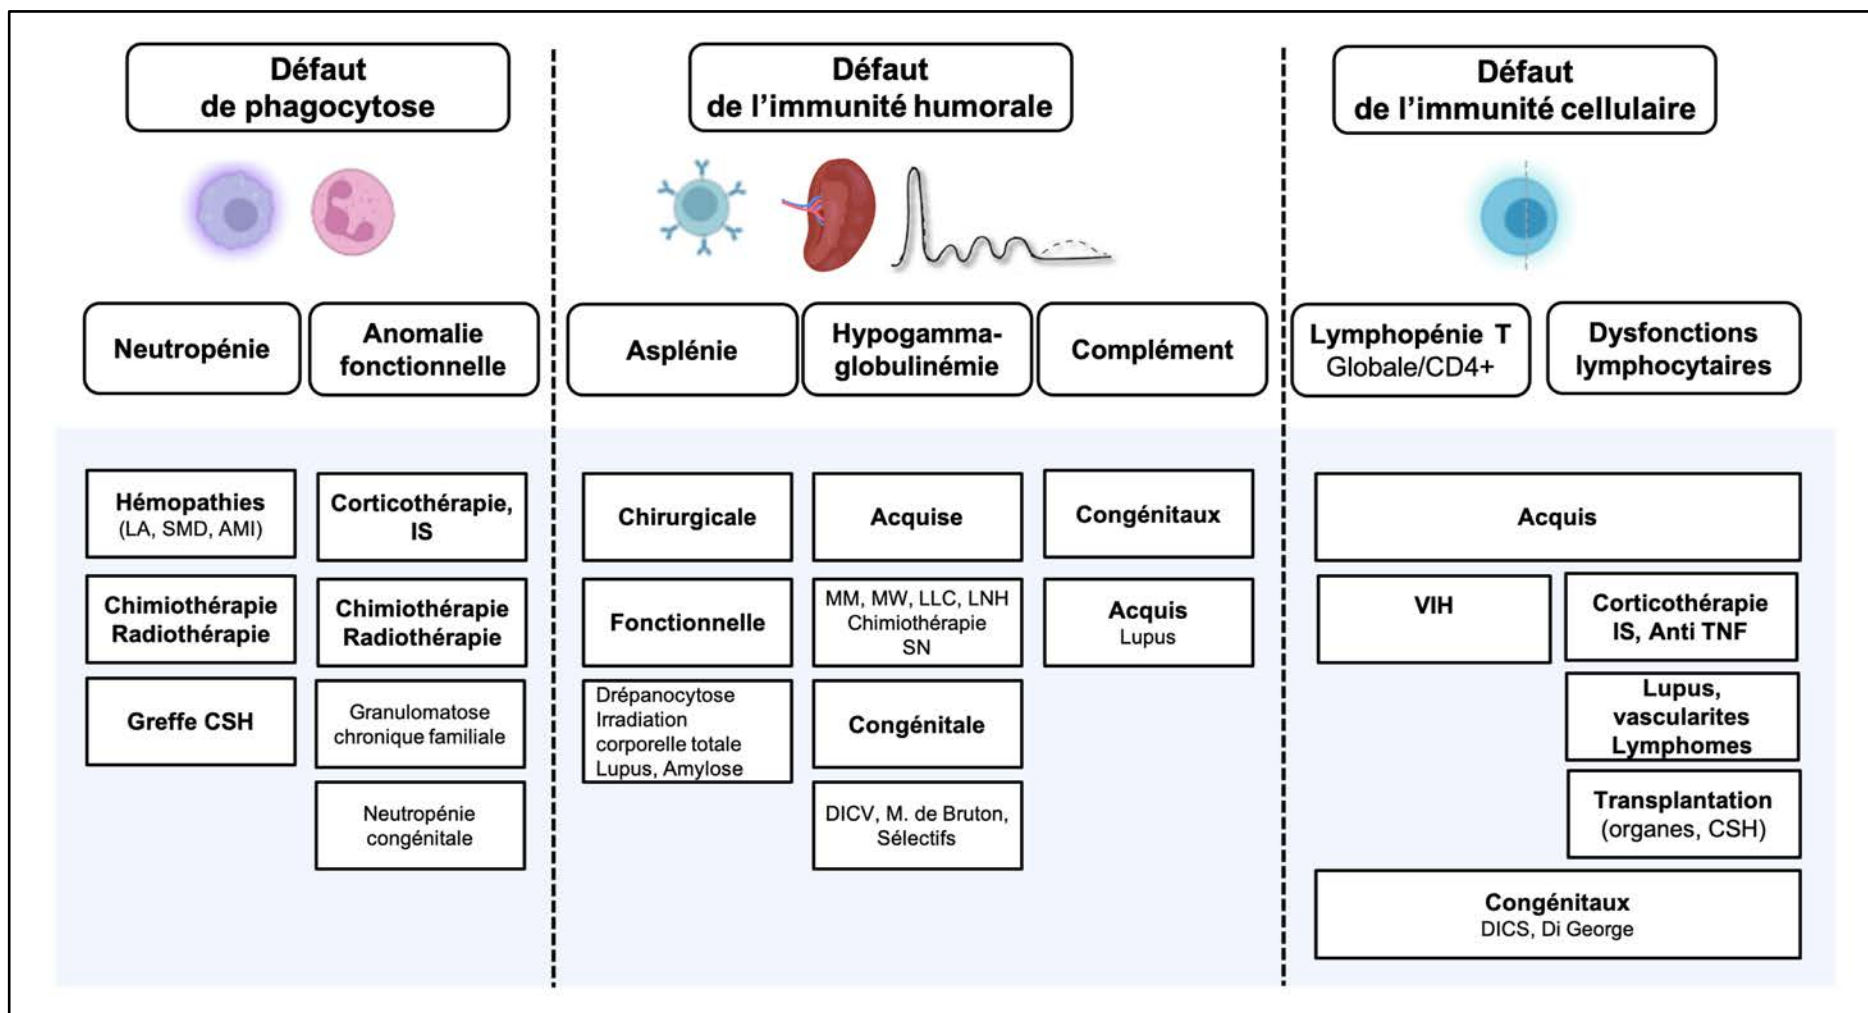 Défaut
de phagocytose
Défaut
de l'immunité humorale
Défaut
de l'immunité cellulaire
Neutropénie
Anomalie
fonctionnelle
Asplénie
Hypogamma-
globulinémie
Complément
Lymphopénie T
Globale/CD4+
Dysfonctions
lymphocytaires
Hémopathies
(LA, SMD, AMI)
Chimiothérapie
Radiothérapie
Greffe CSH
Corticothérapie,
IS
Chimiothérapie
Radiothérapie
Granulomatose
chronique familiale
Neutropénie
congénitale
Chirurgicale
Fonctionnelle
Drépanocytose
Irradiation
corporelle totale
Lupus, Amylose
Acquise
MM, MW, LLC, LNH
Chimiothérapie
SN
Congénitale
DICV, M. de Bruton,
Sélectifs
Congénitaux
Acquis
Lupus
Acquis
VIH
Corticothérapie
IS, Anti TNF
Lupus,
vascularites
Lymphomes
Transplantation
(organes, CSH)
Congénitaux
DICS, Di George